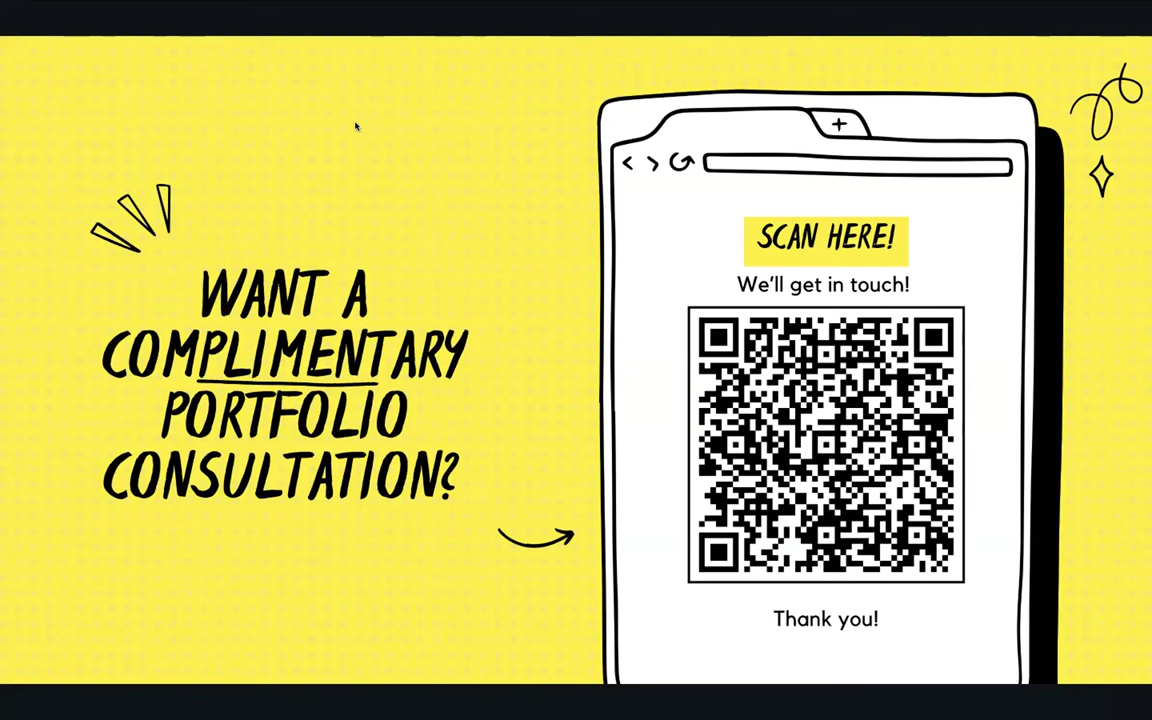 WANT A
COMPLIMENTARY
PORTFOLIO
CONSULTATION?
SCAN HERE!
We'll get in touch!
Thank you!